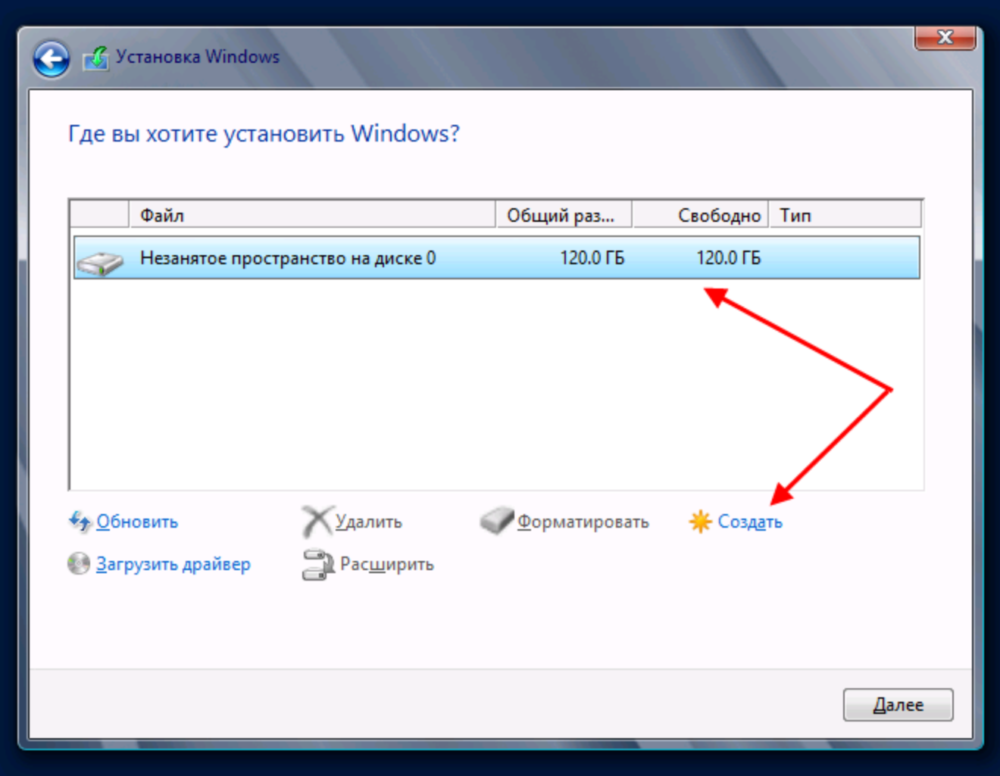 Установка Windows
Где вы хотите установить Windows?
Файл Общий раз... Свободно Тип
Незанятое пространство на диске 0 120.0 ГБ 120.0 ГБ
Обновить Удалить Форматировать Создать
Загрузить драйвер Расширить
Далее